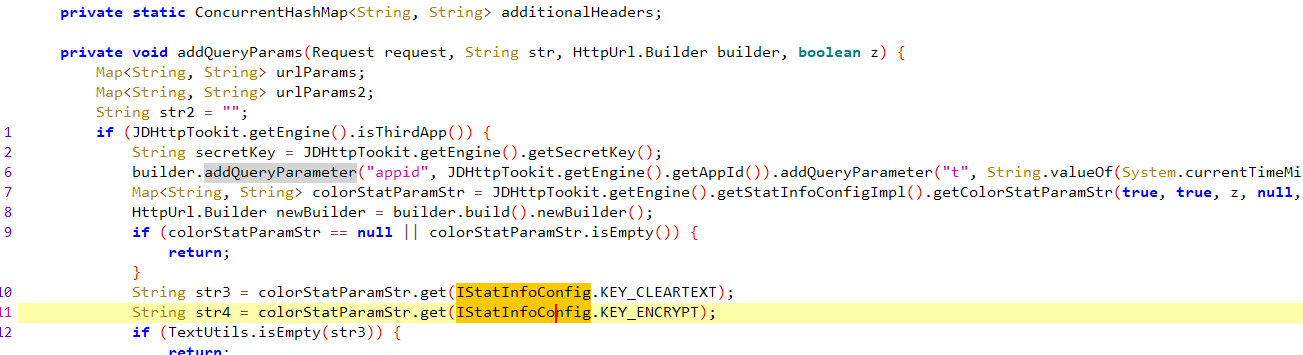 private static ConcurrentHashMap<String, String> additionalHeaders;
private void addQueryParams(Request request, String str, HttpUrl.Builder builder, boolean z) {
Map<String, String> urlParams;
Map<String, String> urlParams2;
String str2 = "";
1 if (JDHttpTookit.getEngine().isThirdApp()) {
2 String secretKey = JDHttpTookit.getEngine().getSecretKey();
6 builder.addQueryParameter("appid", JDHttpTookit.getEngine().getAppId()).addQueryParameter("t", String.valueOf(System.currentTimeMi
7 Map<String, String> colorStatParamStr = JDHttpTookit.getEngine().getStatInfoConfigImpl().getColorStatParamStr(true, true, z, null,
8 HttpUrl.Builder newBuilder = builder.build().newBuilder();
9 if (colorStatParamStr == null || colorStatParamStr.isEmpty()) {
return;
}
10 String str3 = colorStatParamStr.get(IStatInfoConfig.KEY_CLEARTEXT);
11 String str4 = colorStatParamStr.get(IStatInfoConfig.KEY_ENCRYPT);
12 if (TextUtils.isEmpty(str3)) {
return;